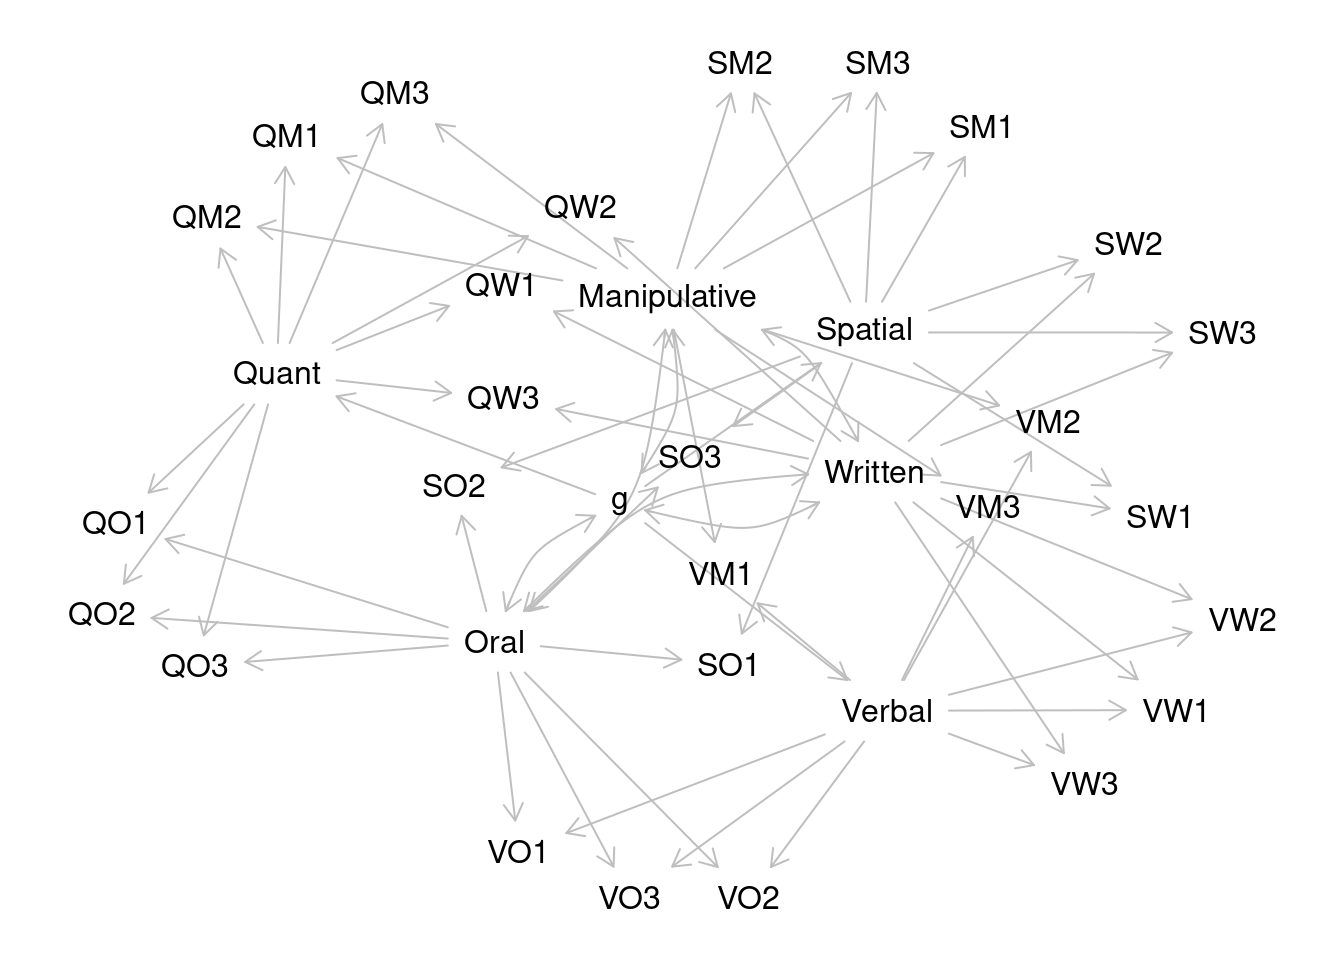 SM2
SM3
QM3
SM1
QM1
QW2
QM2
SW2
QW1
Manipulative
Spatial
SW3
Quant
QW3
VM2
SO3
Written
SO2
g
VM3
SW1
QO1
VM1
QO2
VW2
Oral
SO1
QO3
Verbal
VW1
VW3
VO1
VO3
VO2